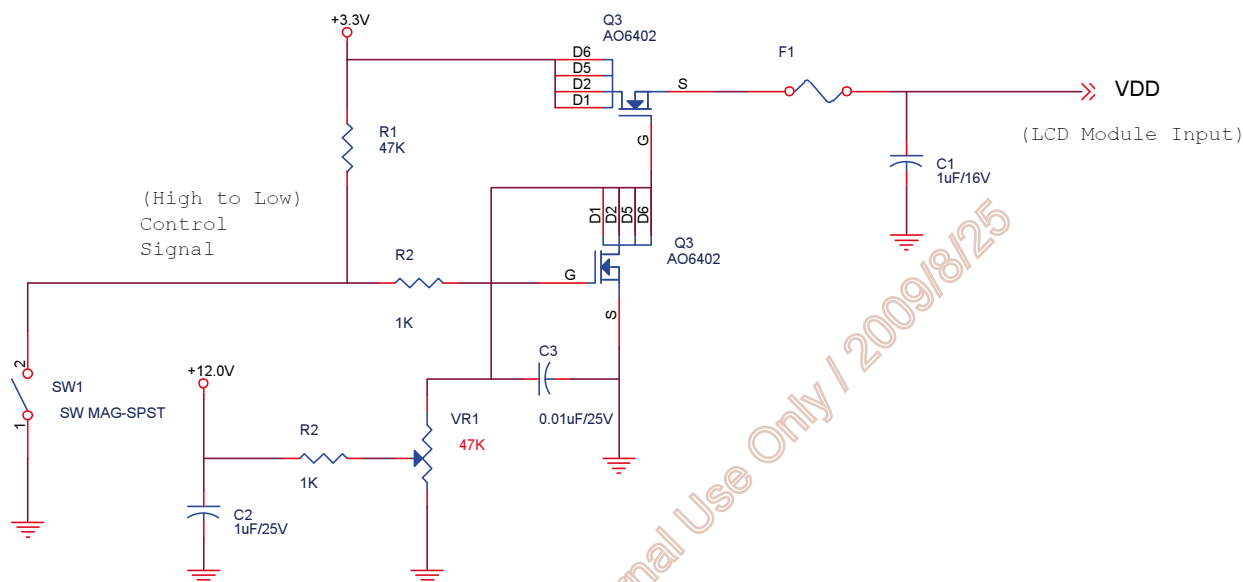 +3.3V
Q3
AO6402
D6
D5
D2
D1
S
G
F1
VDD
(LCD Module Input)
R1
47K
C1
1uF/16V
(High to Low)
Control
Signal
D1
D2
D5
D6
Q3
AO6402
G
S
R2
1K
2
SW1
SW MAG-SPST
1
+12.0V
C3
0.01uF/25V
VR1
47K
R2
1K
C2
1uF/25V
Use Only / 2009/8/25